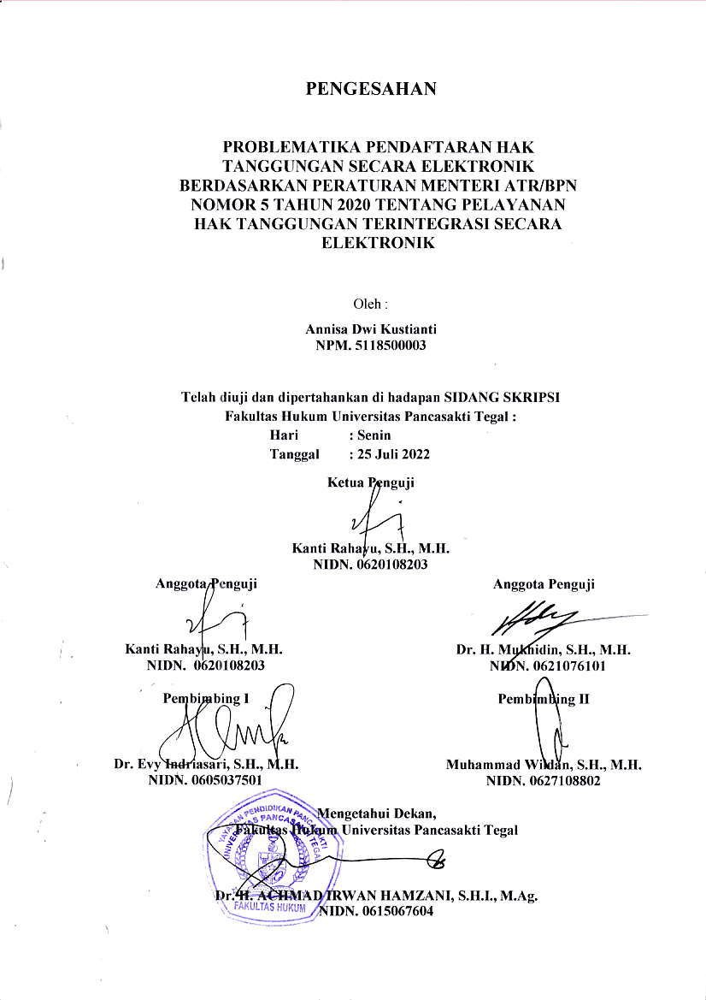 PENGESAHAN
PROBLEMATIKA PENDAFTARAN HAK
TANGGUNGAN SECARA ELEKTRONIK
BERDASARKAN PERATURAN MENTERI ATR/BPN
NOMOR 5 TAHUN 2020 TENTANG PELAYANAN
HAK TANGGUNGAN TERINTEGRASI SECARA
ELEKTRONIK
Oleh :
Annisa Dwi Kustianti
NPM. 5118500003
Telah diuji dan dipertahankan di hadapan SIDANG SKRIPSI
Fakultas Hukum Universitas Pancasakti Tegal :
Hari : Senin
Tanggal : 25 Juli 2022
Ketua Penguji
Kanti Rahayu, S.H., M.H.
NIDN. 0620108203
Anggota Penguji Anggota Penguji
Kanti Rahayu, S.H., M.H. Dr. H. Mukhidin, S.H., M.H.
NIDN. 0620108203 NIDN. 0621076101
Pembimbing I Pembimbing II
Dr. Evy Indriasari, S.H., M.H. Muhammad Wildan, S.H., M.H.
NIDN. 0605037501 NIDN. 0627108802
Mengetahui Dekan,
Fakultas Hukum Universitas Pancasakti Tegal
YAYASAN PENDIDIKAN PANCASAKTI
UNIVERSITAS PANCASAKTI TEGAL
Dr. H. ACHMAD IRWAN HAMZANI, S.H.I., M.Ag.
FAKULTAS HUKUM
NIDN. 0615067604